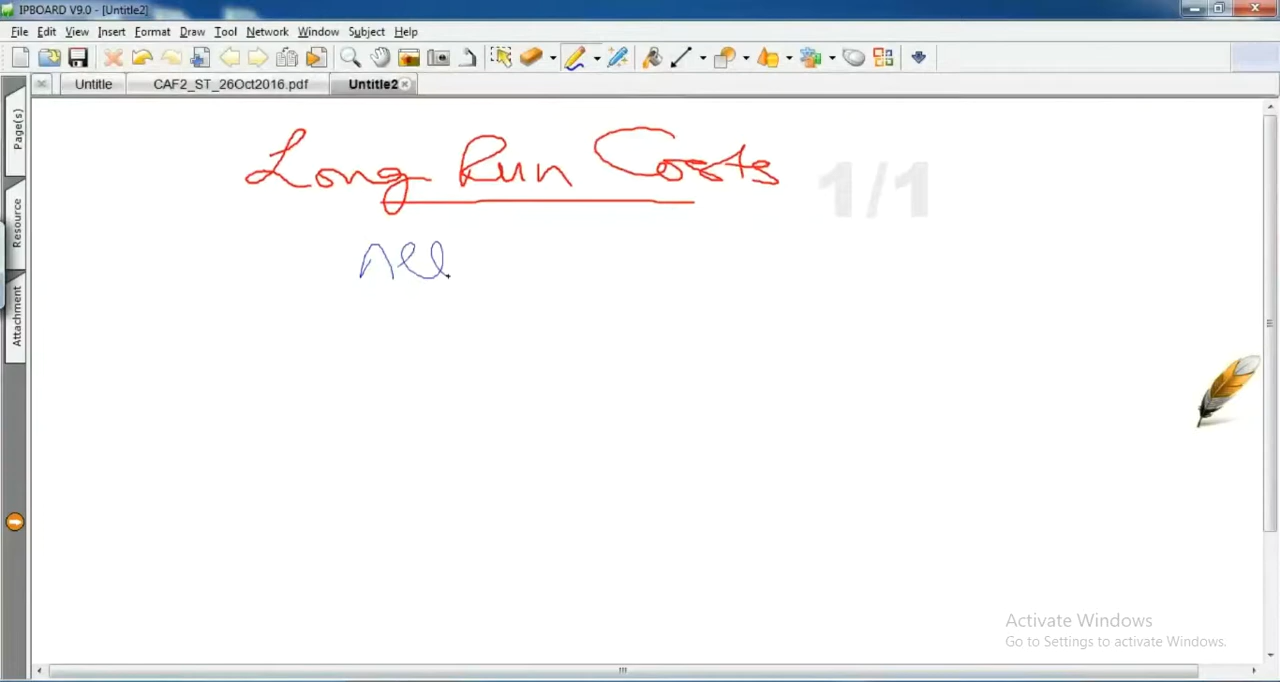 IPBOARD V9.0 - [Untitle2]
File Edit View Insert Format Draw Tool Network Window Subject Help
Untitle CAF2_ST_26Oct2016.pdf Untitle2
Page(s)
Resource
Attachment
Long Run Costs
1/1
All
Activate Windows
Go to Settings to activate Windows.